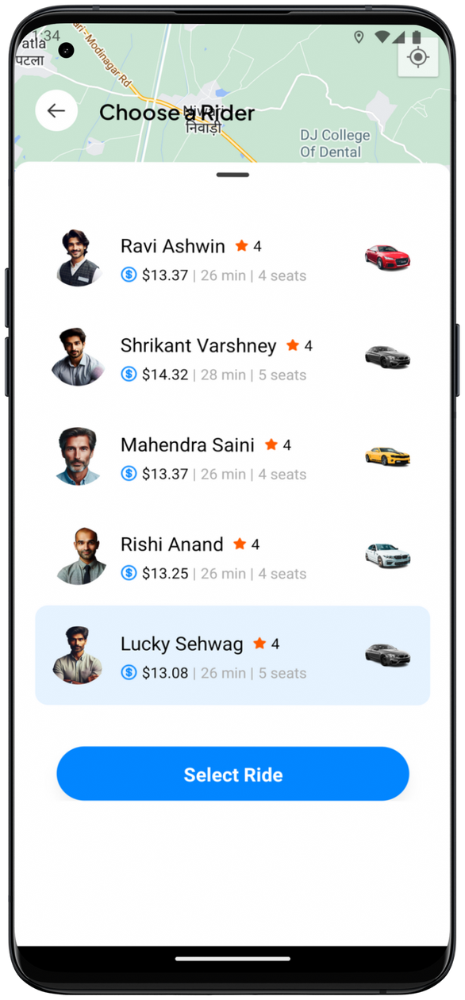 1:34
atla
पटला
ari- Modinagar Rd
Choose a Rider
निवाड़ी
DJ College
Of Dental
Ravi Ashwin 4
$13.37 | 26 min | 4 seats
Shrikant Varshney 4
$14.32 | 28 min | 5 seats
Mahendra Saini 4
$13.37 | 26 min | 4 seats
Rishi Anand 4
$13.25 | 26 min | 4 seats
Lucky Sehwag 4
$13.08 | 26 min | 5 seats
Select Ride